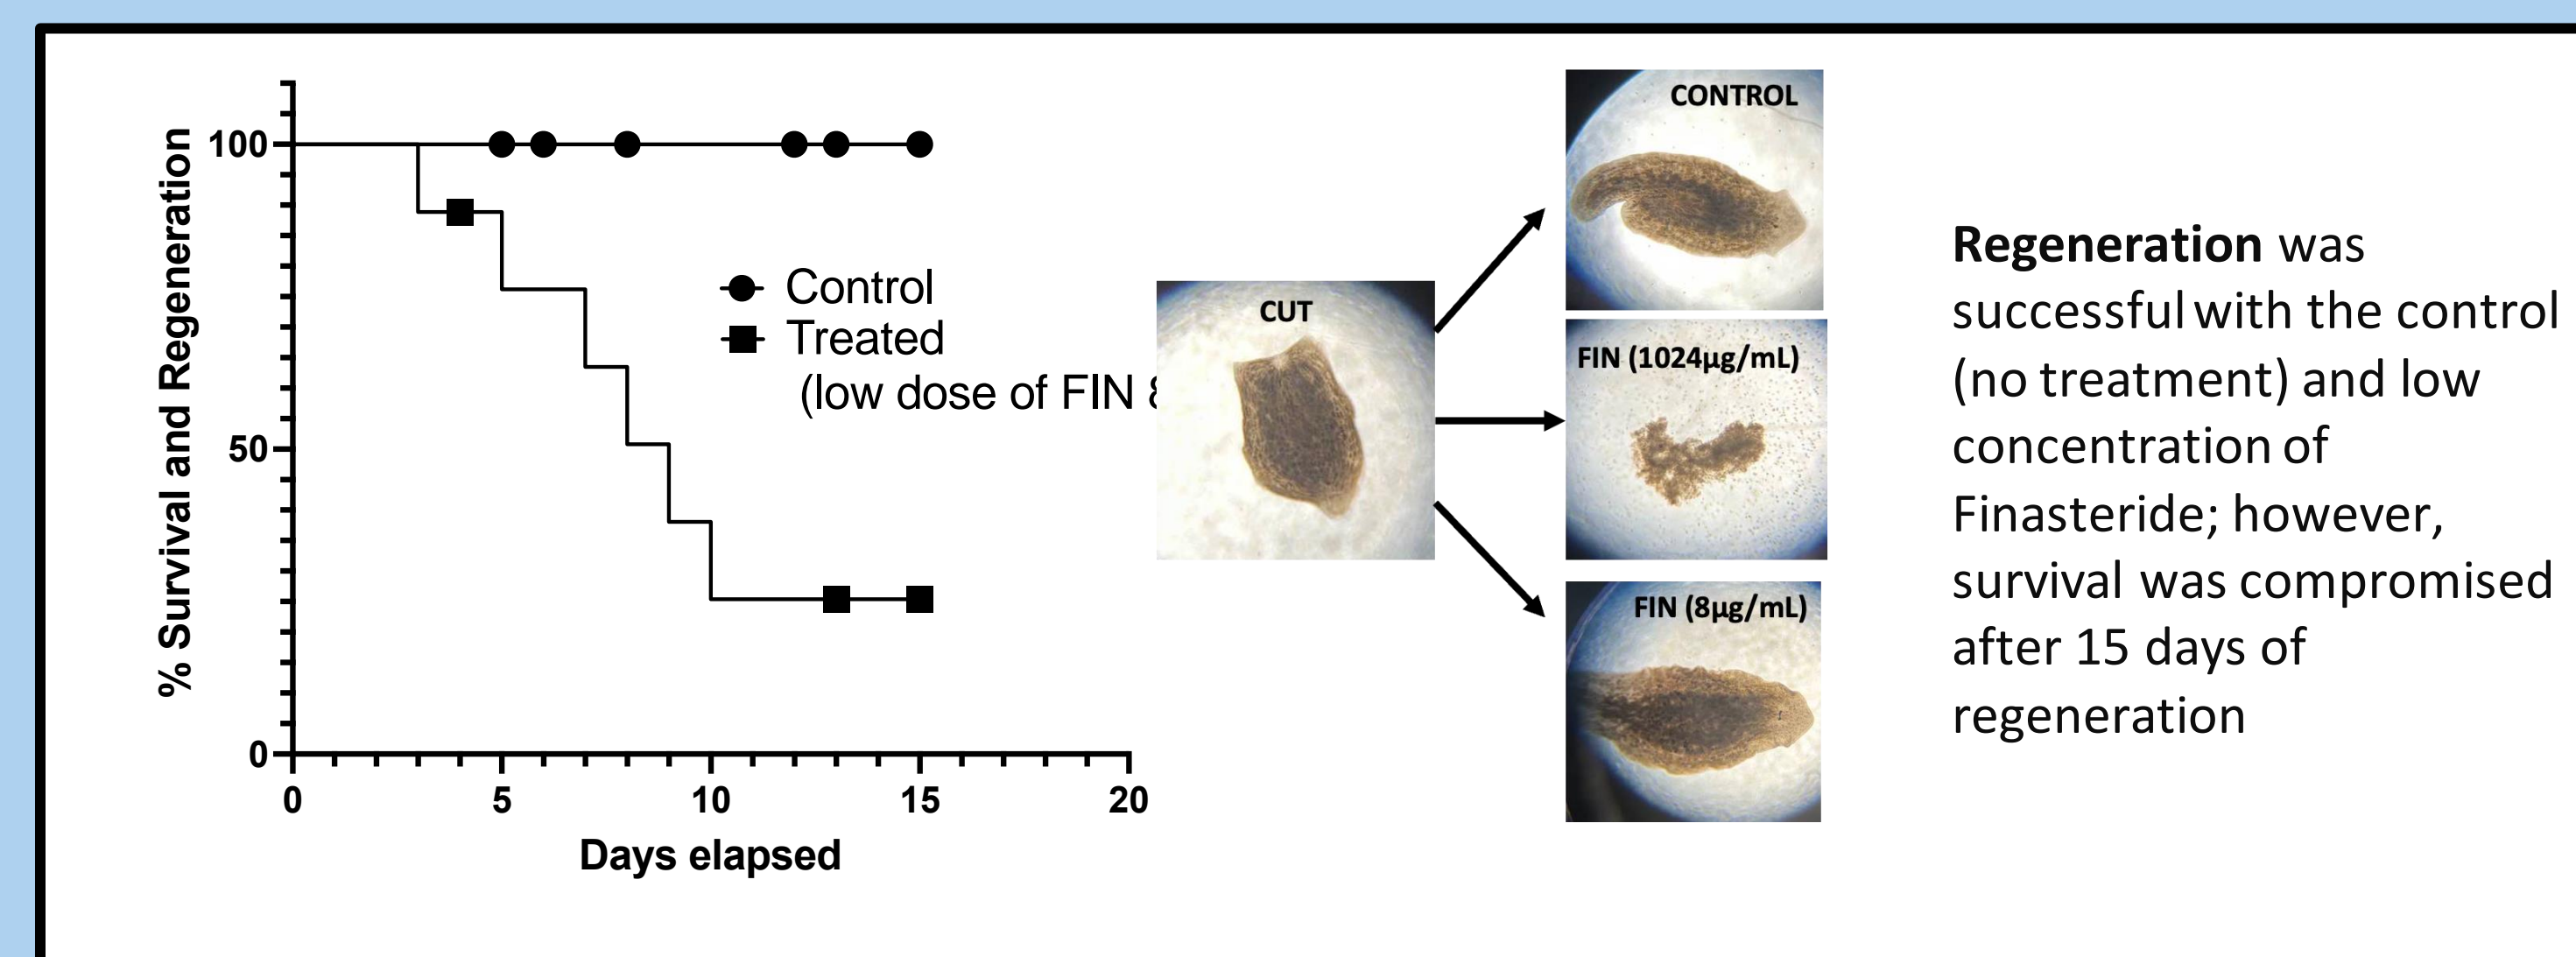 % Survival and Regeneration
100
50
0
0 5 10 15 20
Days elapsed
Control
Treated
(low dose of FIN
CUT
CONTROL
FIN (1024µg/mL)
FIN (8µg/mL)
Regeneration was
successful with the control
(no treatment) and low
concentration of
Finasteride; however,
survival was compromised
after 15 days of
regeneration